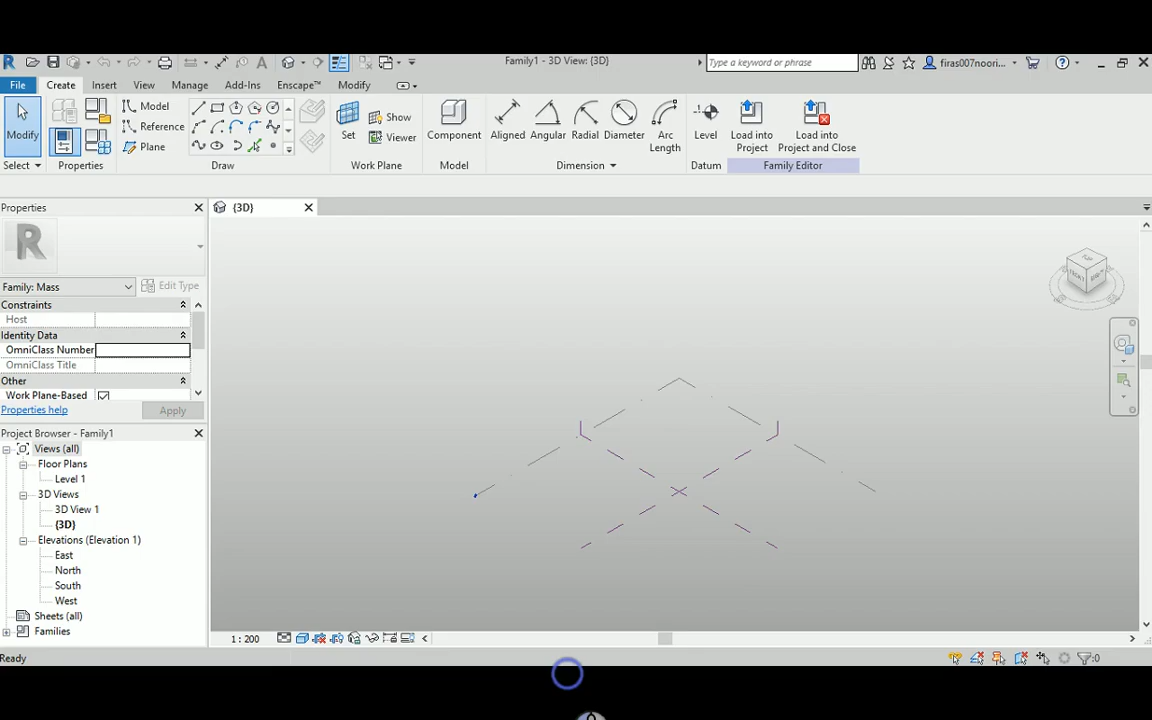 Family1 - 3D View: {3D}
Type a keyword or phrase
firas007noori...
File
Create
Insert
View
Manage
Add-Ins
Enscape™
Modify
Modify
Select
Properties
Model
Reference
Plane
Draw
Set
Show
Viewer
Work Plane
Component
Model
Aligned
Angular
Radial
Diameter
Arc
Length
Dimension
Level
Datum
Load into
Project
Load into
Project and Close
Family Editor
Properties
{3D}
R
Family: Mass
Edit Type
Constraints
Host
Identity Data
OmniClass Number
OmniClass Title
Other
Work Plane-Based
Properties help
Apply
Project Browser - Family1
Views (all)
Floor Plans
Level 1
3D Views
3D View 1
{3D}
Elevations (Elevation 1)
East
North
South
West
Sheets (all)
Families
1 : 200
Ready
:0